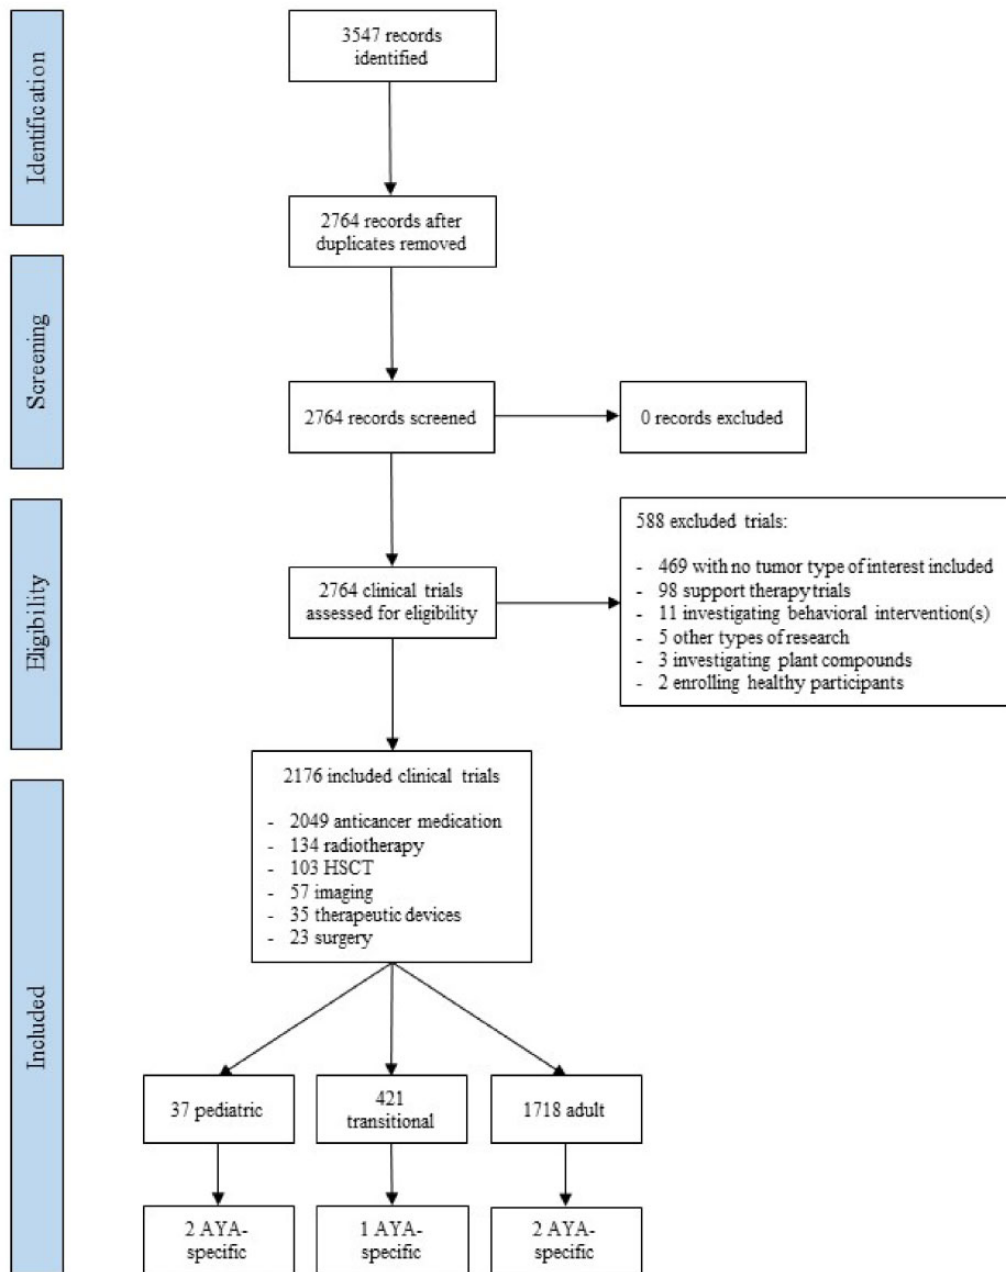 Identification
3547 records
identified
2764 records after
duplicates removed
Screening
2764 records screened
0 records excluded
Eligibility
2764 clinical trials
assessed for eligibility
588 excluded trials:
- 469 with no tumor type of interest included
- 98 support therapy trials
- 11 investigating behavioral intervention(s)
- 5 other types of research
- 3 investigating plant compounds
- 2 enrolling healthy participants
Included
2176 included clinical trials
- 2049 anticancer medication
- 134 radiotherapy
- 103 HSCT
- 57 imaging
- 35 therapeutic devices
- 23 surgery
37 pediatric
421
transitional
1718 adult
2 AYA-
specific
1 AYA-
specific
2 AYA-
specific